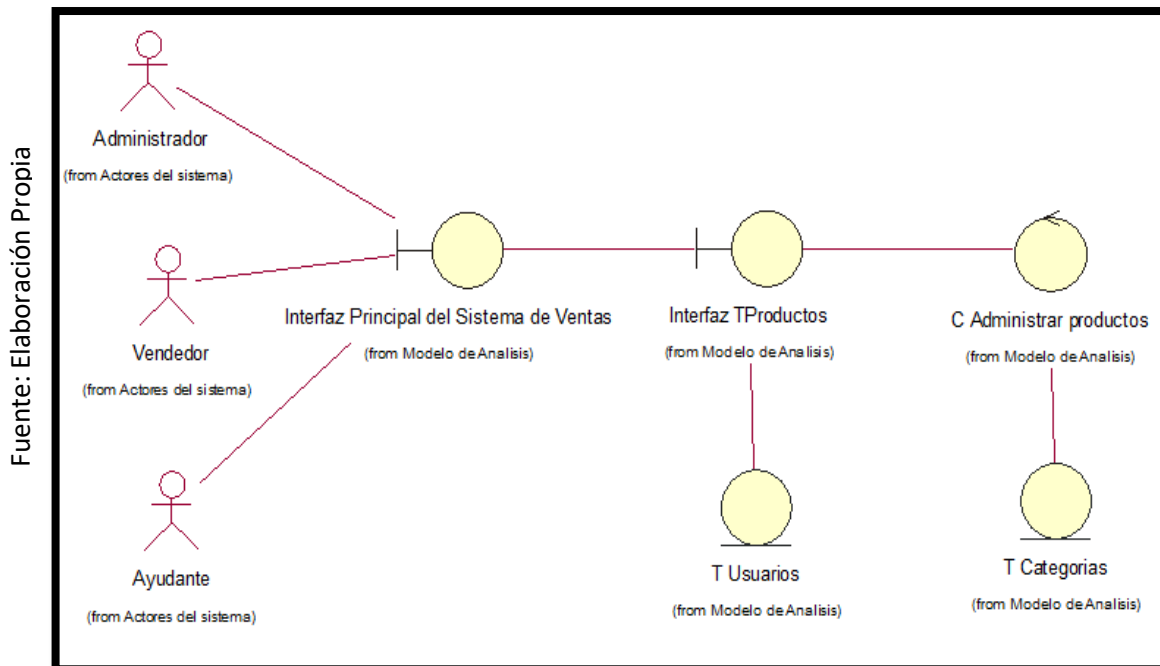 Fuente: Elaboración Propia
Administrador
(from Actores del sistema)
Vendedor
(from Actores del sistema)
Ayudante
(from Actores del sistema)
Interfaz Principal del Sistema de Ventas
(from Modelo de Analisis)
Interfaz TProductos
(from Modelo de Analisis)
C Administrar productos
(from Modelo de Analisis)
T Usuarios
(from Modelo de Analisis)
T Categorias
(from Modelo de Analisis)